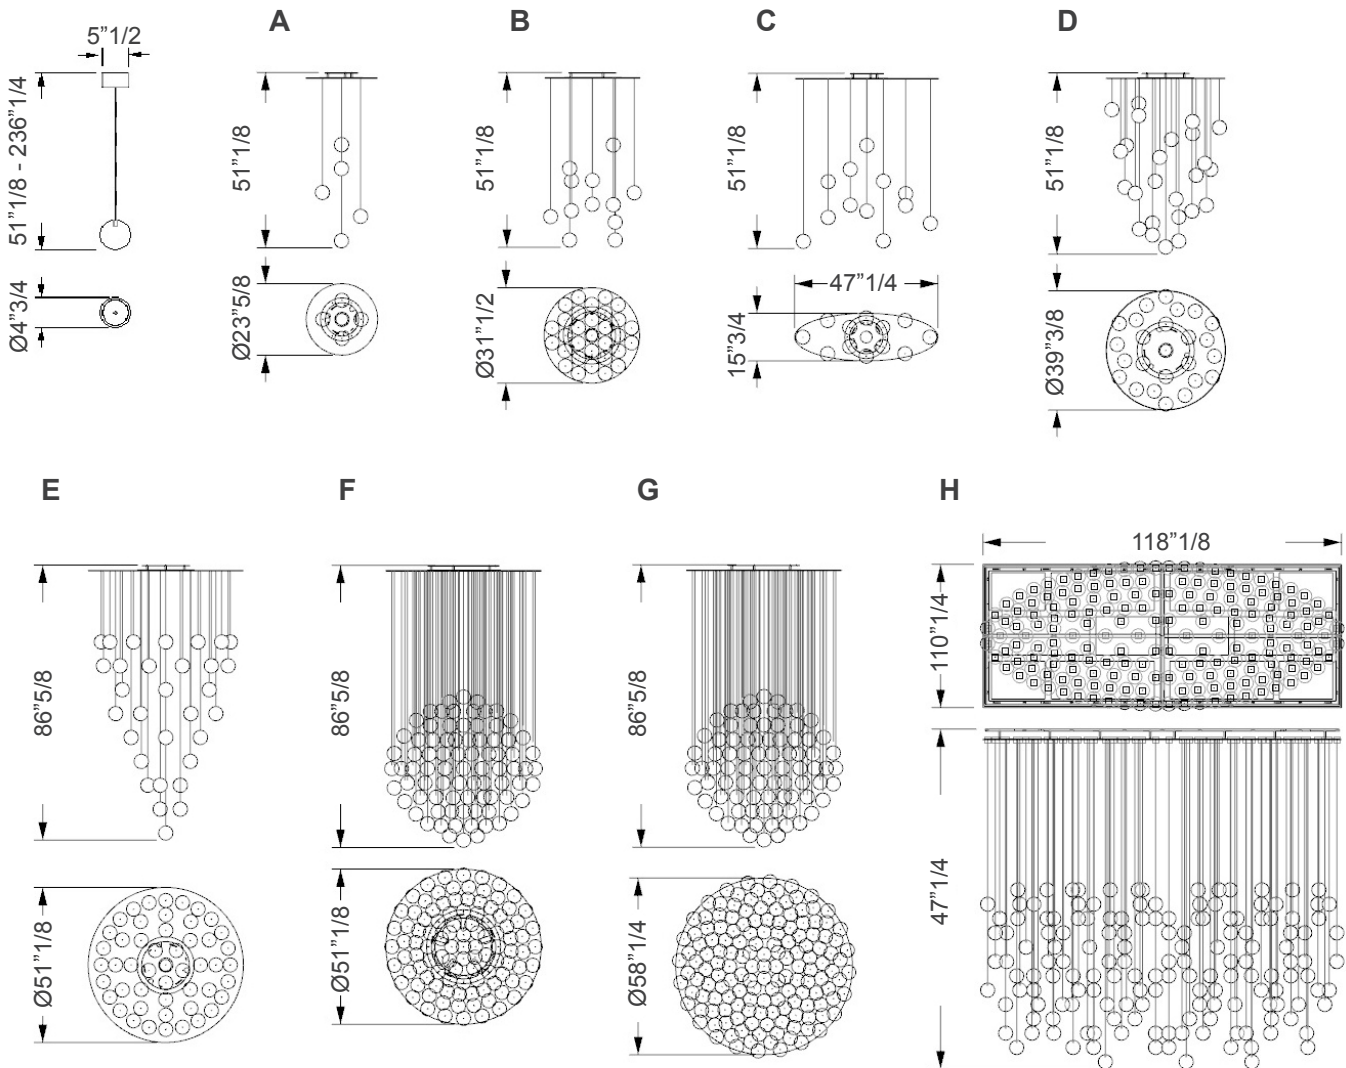 A
B
C
D
5”1/2
51”1/8 - 236”1/4
Ø4”3/4
51”1/8
Ø23”5/8
51”1/8
Ø31”1/2
51”1/8
47”1/4
15”3/4
51”1/8
Ø39”3/8
E
F
G
H
86”5/8
Ø51”1/8
86”5/8
Ø51”1/8
86”5/8
Ø58”1/4
118”1/8
110”1/4
47”1/4